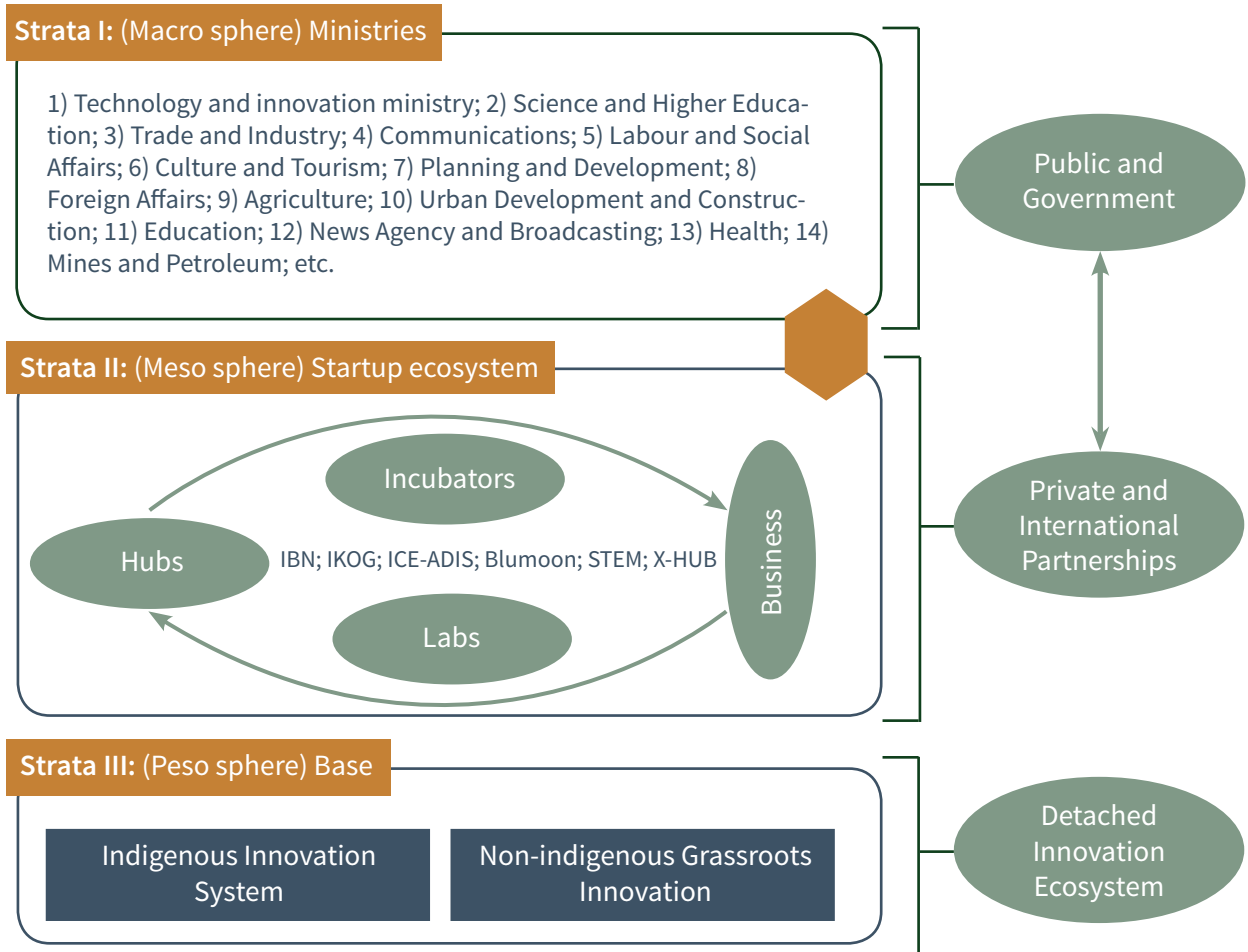 Strata I: (Macro sphere) Ministries
1) Technology and innovation ministry; 2) Science and Higher Educa-
tion; 3) Trade and Industry; 4) Communications; 5) Labour and Social
Affairs; 6) Culture and Tourism; 7) Planning and Development; 8)
Foreign Affairs; 9) Agriculture; 10) Urban Development and Construc-
tion; 11) Education; 12) News Agency and Broadcasting; 13) Health; 14)
Mines and Petroleum; etc.
Public and
Government
Strata II: (Meso sphere) Startup ecosystem
Incubators
Hubs
IBN; IKOG; ICE-ADIS; Blumoon; STEM; X-HUB
Labs
Business
Private and
International
Partnerships
Strata III: (Peso sphere) Base
Indigenous Innovation
System
Non-indigenous Grassroots
Innovation
Detached
Innovation
Ecosystem